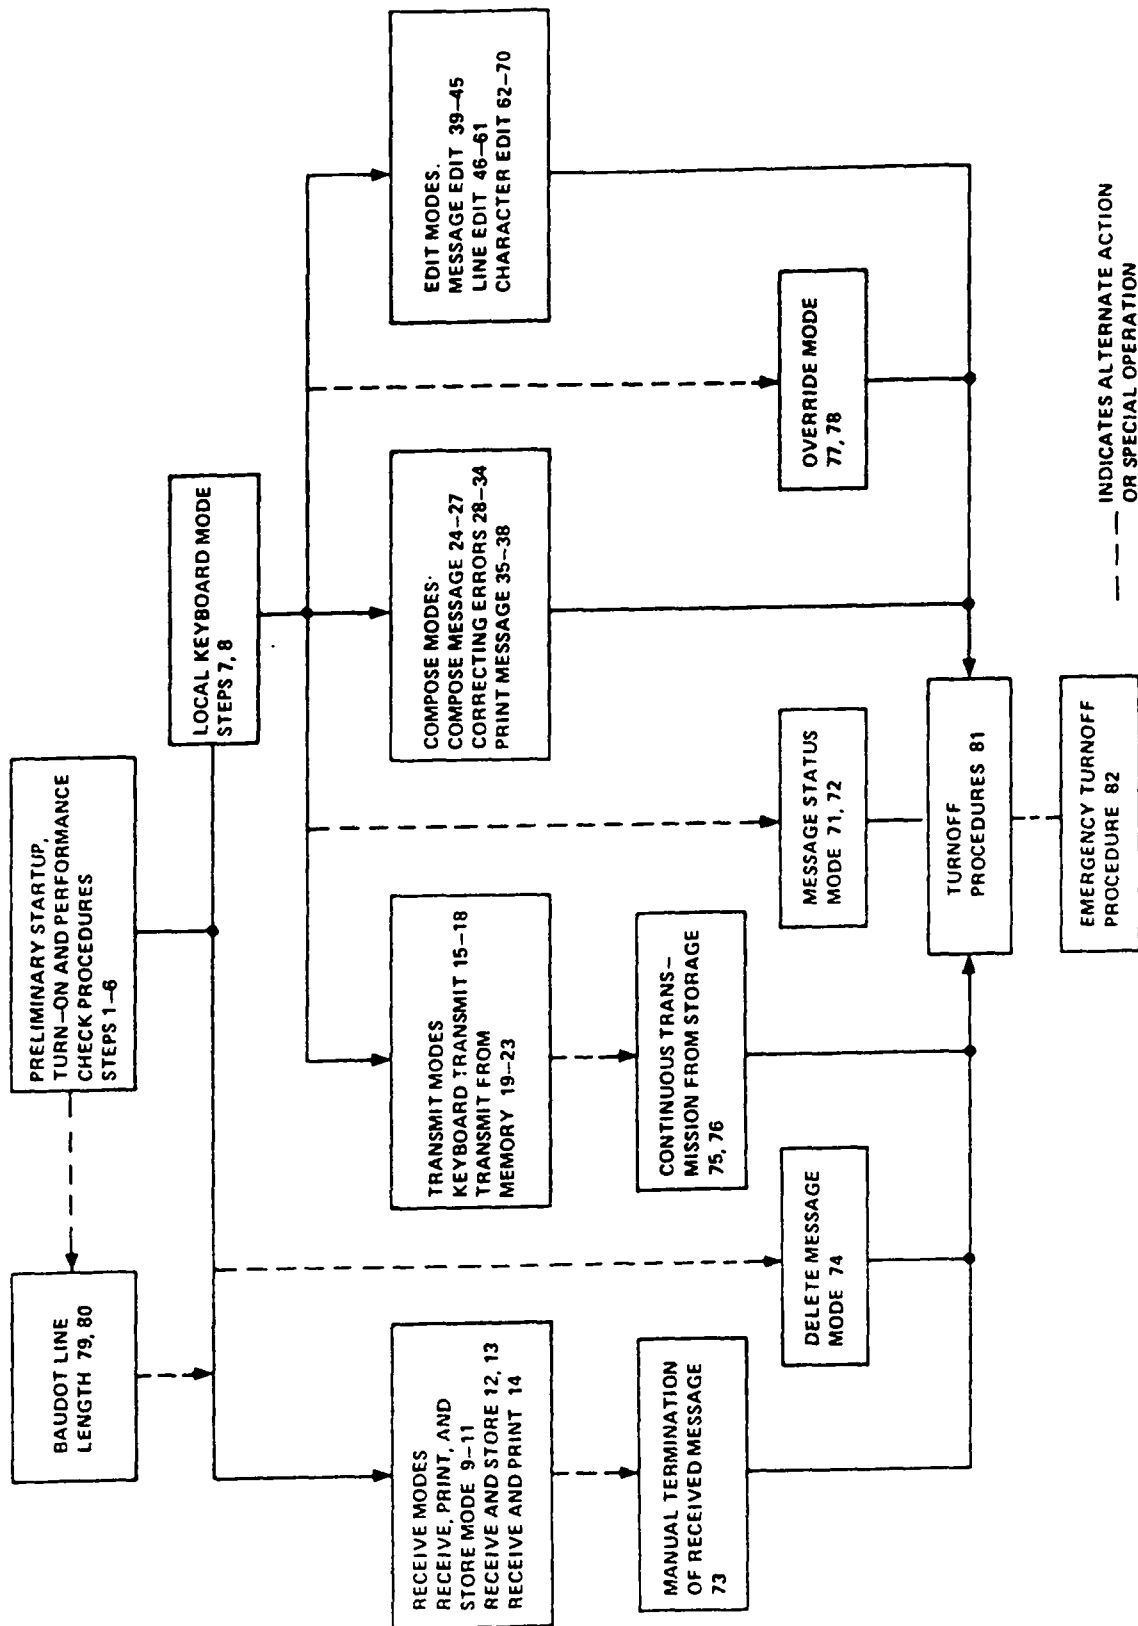 PRELIMINARY STARTUP,
TURN-ON AND PERFORMANCE
CHECK PROCEDURES
STEPS 1-6
BAUDOT LINE
LENGTH 79, 80
LOCAL KEYBOARD MODE
STEPS 7, 8
RECEIVE MODES
RECEIVE, PRINT, AND
STORE MODE 9-11
RECEIVE AND STORE 12, 13
RECEIVE AND PRINT 14
TRANSMIT MODES
KEYBOARD TRANSMIT 15-18
TRANSMIT FROM
MEMORY 19-23
COMPOSE MODES·
COMPOSE MESSAGE 24-27
CORRECTING ERRORS 28-34
PRINT MESSAGE 35-38
EDIT MODES.
MESSAGE EDIT 39-45
LINE EDIT 46-61
CHARACTER EDIT 62-70
MANUAL TERMINATION
OF RECEIVED MESSAGE
73
CONTINUOUS TRANS-
MISSION FROM STORAGE
75, 76
DELETE MESSAGE
MODE 74
MESSAGE STATUS
MODE 71, 72
OVERRIDE MODE
77, 78
TURNOFF
PROCEDURES 81
EMERGENCY TURNOFF
PROCEDURE 82
— — — INDICATES ALTERNATE ACTION
OR SPECIAL OPERATION